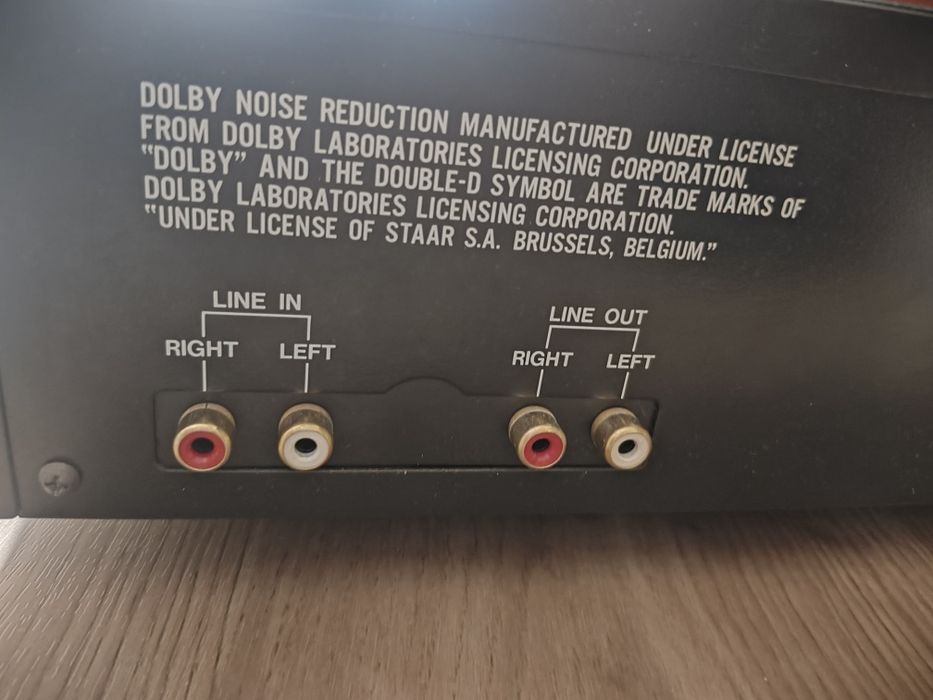 DOLBY NOISE REDUCTION MANUFACTURED UNDER LICENSE
FROM DOLBY LABORATORIES LICENSING CORPORATION.
"DOLBY" AND THE DOUBLE-D SYMBOL ARE TRADE MARKS OF
DOLBY LABORATORIES LICENSING CORPORATION.
"UNDER LICENSE OF STAAR S.A. BRUSSELS, BELGIUM."
LINE IN
RIGHT LEFT
LINE OUT
RIGHT LEFT